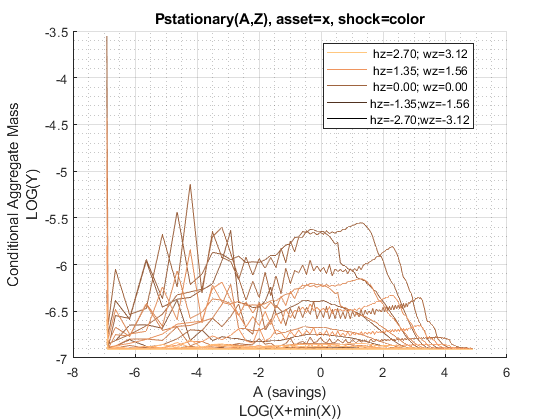 Pstationary(A,Z), asset=x, shock=color
Conditional Aggregate Mass
LOG(Y)
-3.5
-4
-4.5
-5
-5.5
-6
-6.5
-7
hz=2.70; wz=3.12
hz=1.35; wz=1.56
hz=0.00; wz=0.00
hz=-1.35;wz=-1.56
hz=-2.70;wz=-3.12
-8 -6 -4 -2 0 2 4 6
A (savings)
LOG(X+min(X))